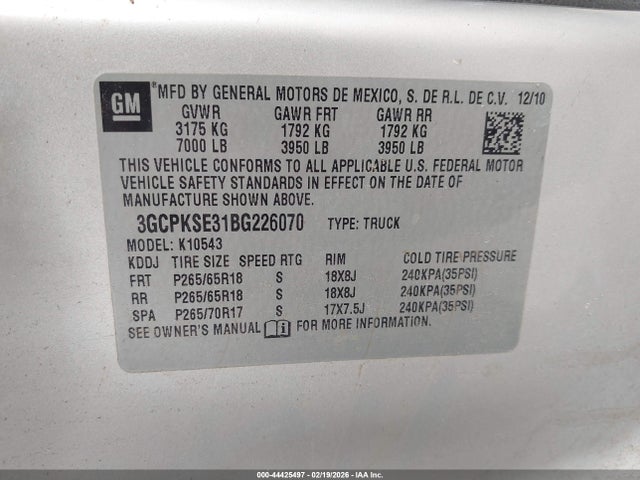 GM
*MFD BY GENERAL MOTORS DE MEXICO, S. DE R.L. DE C.V. 12/10
GVWR GAWR FRT GAWR RR
3175 KG 1792 KG 1792 KG
7000 LB 3950 LB 3950 LB
THIS VEHICLE CONFORMS TO ALL APPLICABLE U.S. FEDERAL MOTOR
VEHICLE SAFETY STANDARDS IN EFFECT ON THE DATE OF
MANUFACTURE SHOWN ABOVE.
3GCPKSE31BG226070 TYPE: TRUCK
MODEL: K10543
KDDJ TIRE SIZE SPEED RTG RIM COLD TIRE PRESSURE
FRT P265/65R18 S 18X8J 240KPA(35PSI)
RR P265/65R18 S 18X8J 240KPA(35PSI)
SPA P265/70R17 S 17X7.5J 240KPA(35PSI)
SEE OWNER'S MANUAL FOR MORE INFORMATION.
000-44425497 - 02/19/2026 - IAA Inc.